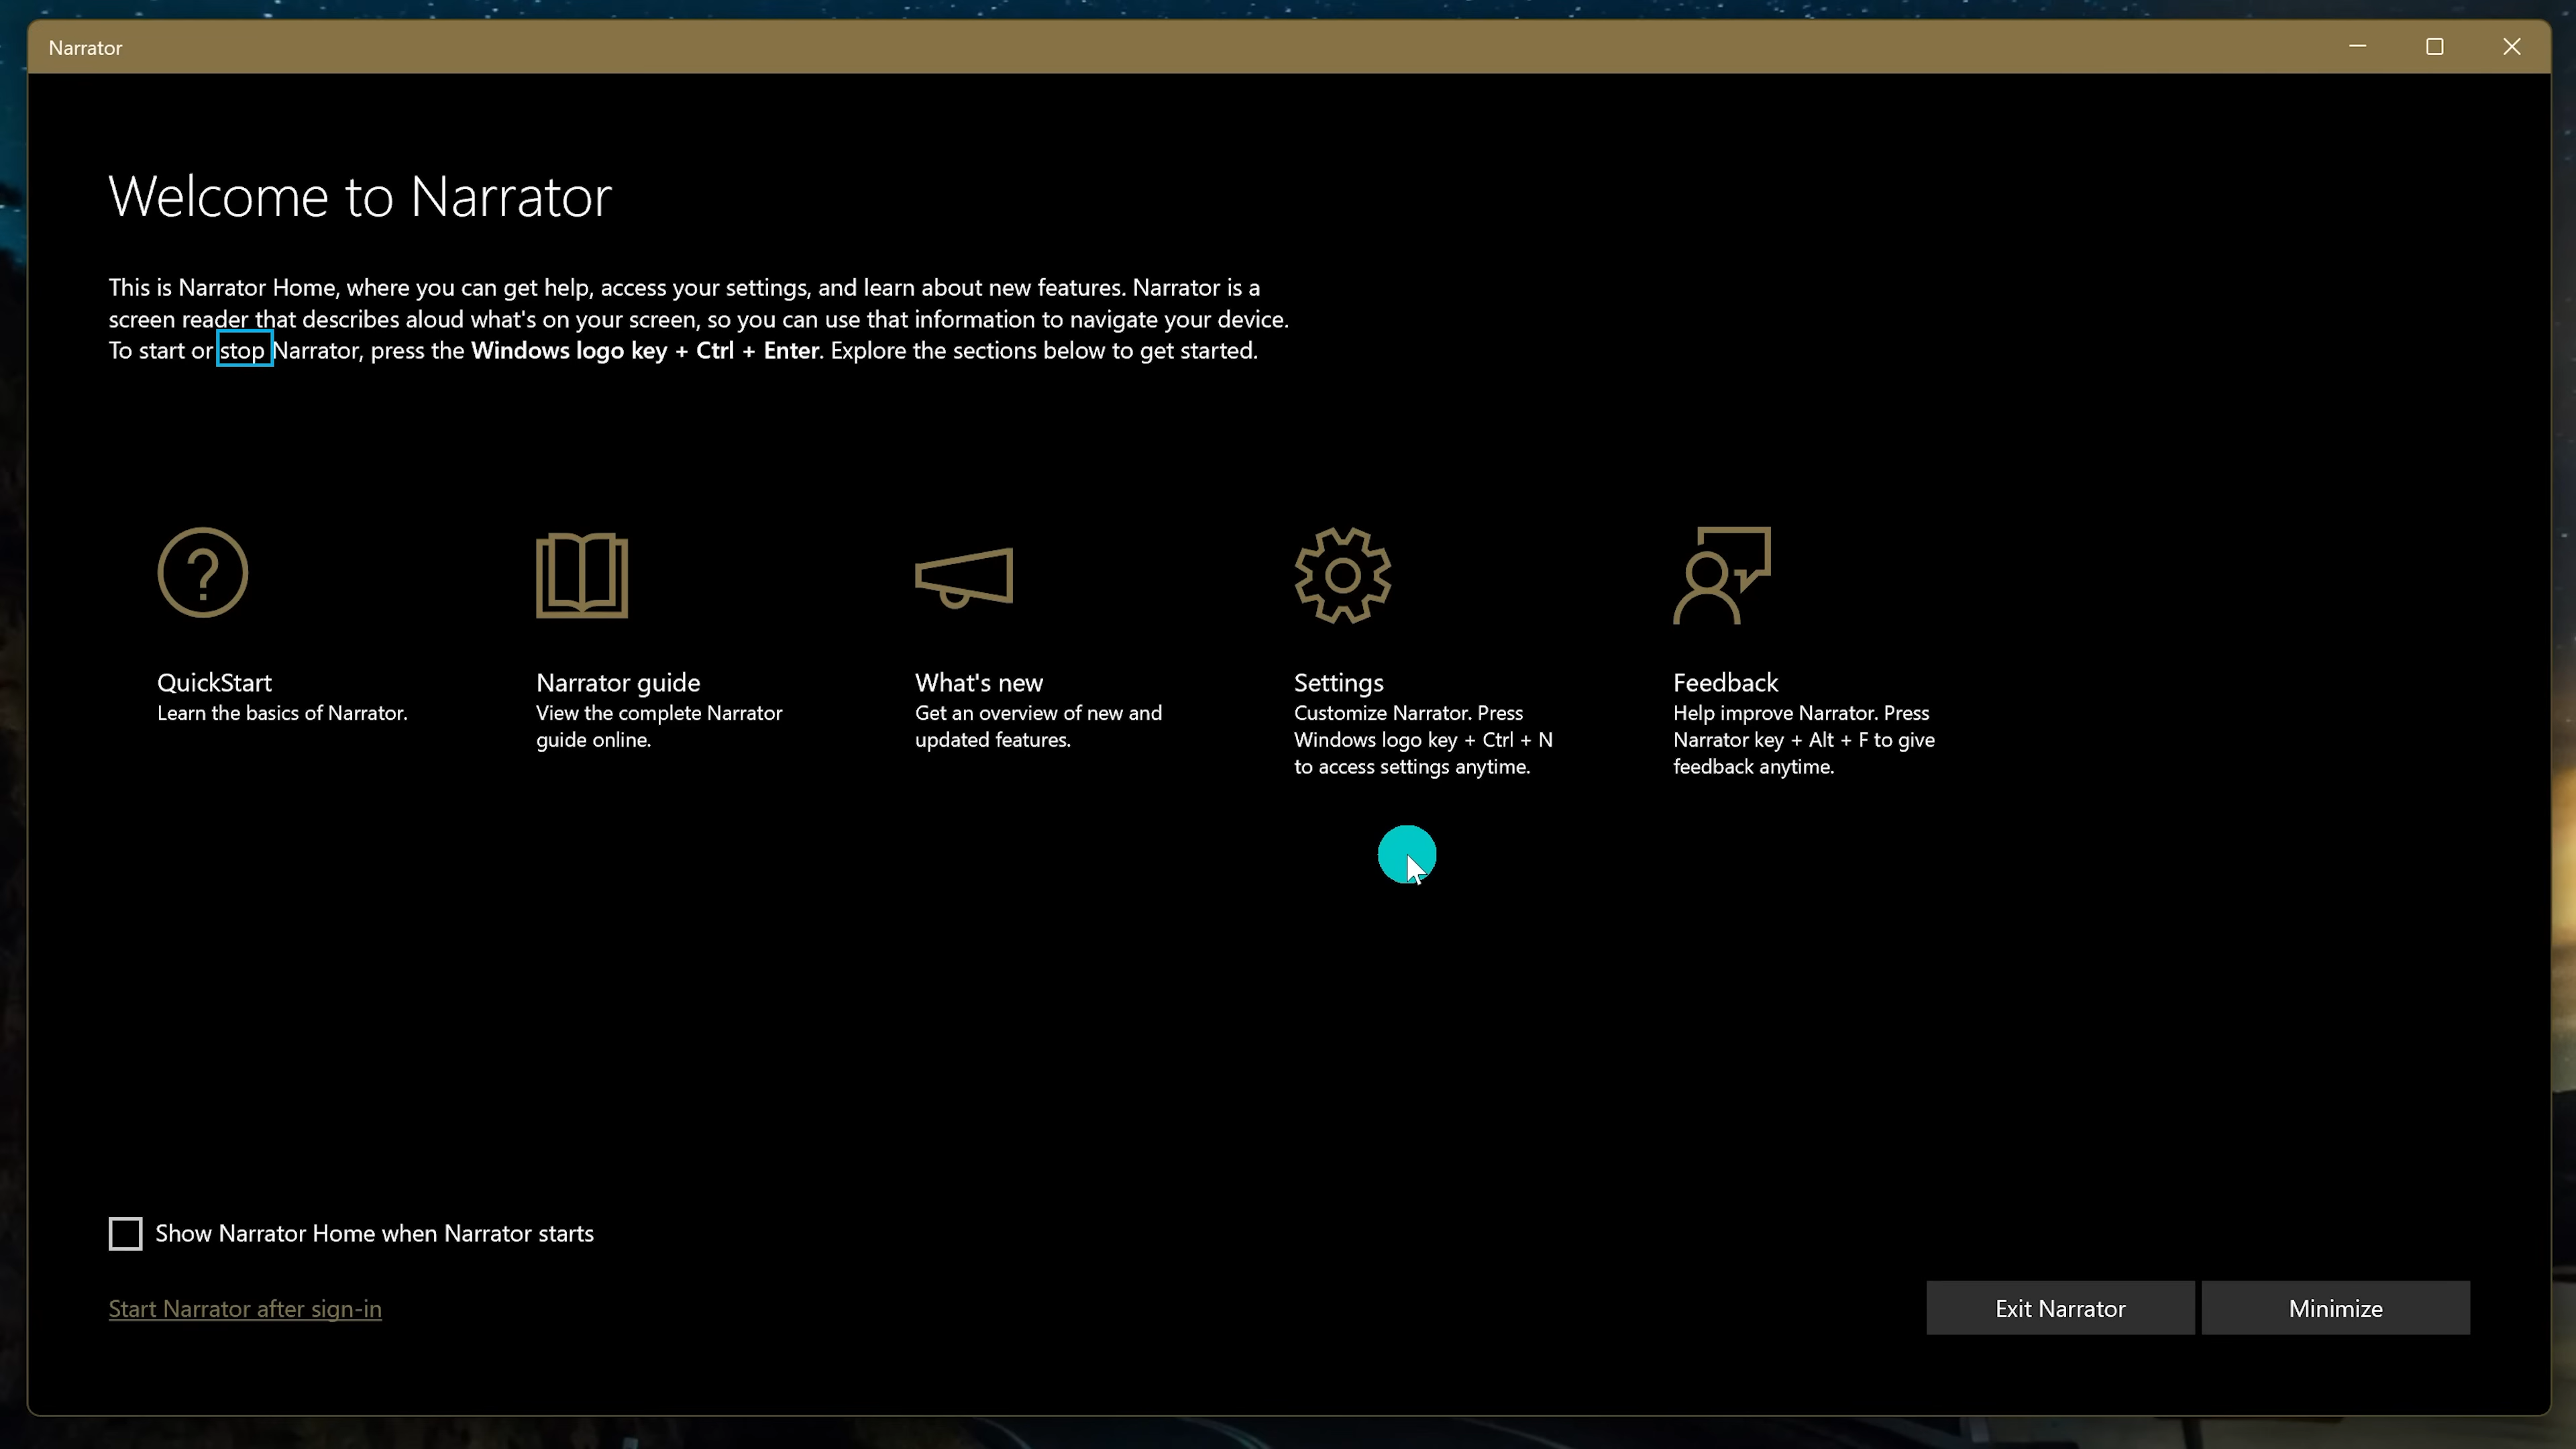 Narrator
Welcome to Narrator
This is Narrator Home, where you can get help, access your settings, and learn about new features. Narrator is a
screen reader that describes aloud what's on your screen, so you can use that information to navigate your device.
To start or stop Narrator, press the Windows logo key + Ctrl + Enter. Explore the sections below to get started.
QuickStart
Learn the basics of Narrator.
Narrator guide
View the complete Narrator
guide online.
What's new
Get an overview of new and
updated features.
Settings
Customize Narrator. Press
Windows logo key + Ctrl + N
to access settings anytime.
Feedback
Help improve Narrator. Press
Narrator key + Alt + F to give
feedback anytime.
Show Narrator Home when Narrator starts
Start Narrator after sign-in
Exit Narrator
Minimize